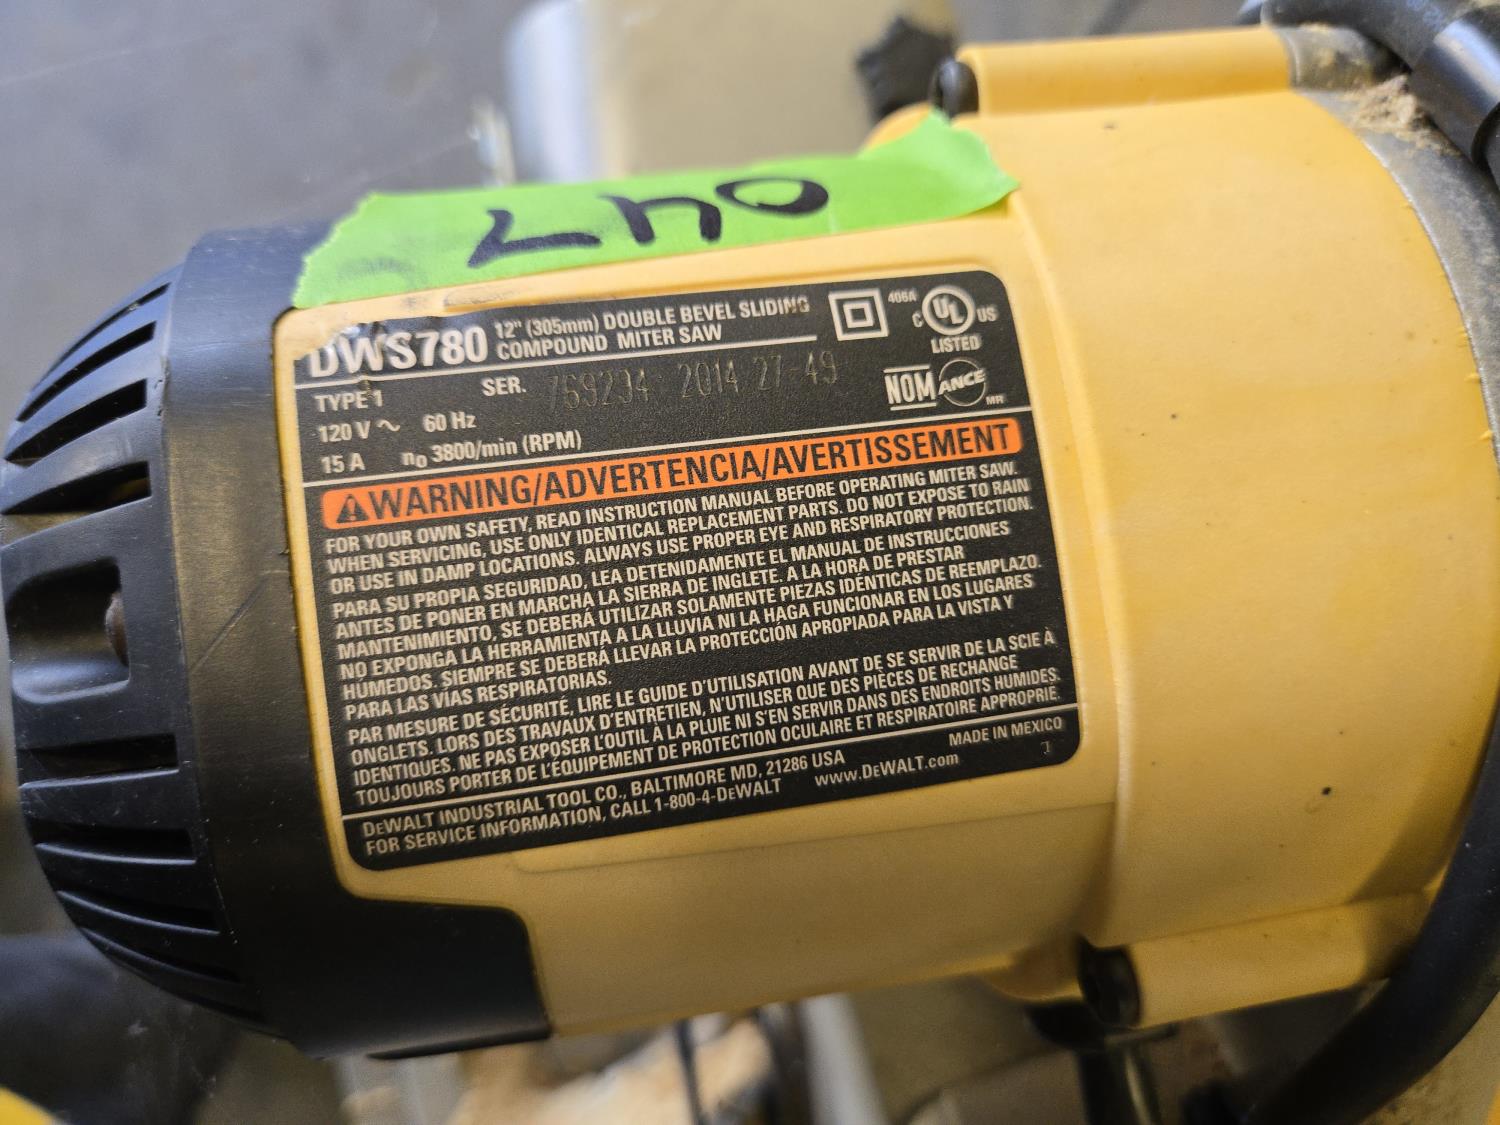 047
DWS780 12" (305mm) DOUBLE BEVEL SLIDING
COMPOUND MITER SAW
406A
C UL US
LISTED
TYPE 1
SER. 2014 27-49
120 V ~ 60 Hz
15 A n₀ 3800/min (RPM)
NOM ANCE MR
WARNING/ADVERTENCIA/AVERTISSEMENT
FOR YOUR OWN SAFETY, READ INSTRUCTION MANUAL BEFORE OPERATING MITER SAW.
WHEN SERVICING, USE ONLY IDENTICAL REPLACEMENT PARTS. DO NOT EXPOSE TO RAIN
OR USE IN DAMP LOCATIONS. ALWAYS USE PROPER EYE AND RESPIRATORY PROTECTION.
PARA SU PROPIA SEGURIDAD, LEA DETENIDAMENTE EL MANUAL DE INSTRUCCIONES
ANTES DE PONER EN MARCHA LA SIERRA DE INGLETE. A LA HORA DE PRESTAR
MANTENIMIENTO, SE DEBERÁ UTILIZAR SOLAMENTE PIEZAS IDÉNTICAS DE REEMPLAZO.
NO EXPONGA LA HERRAMIENTA A LA LLUVIA NI LA HAGA FUNCIONAR EN LOS LUGARES
HUMEDOS. SIEMPRE SE DEBERÁ LLEVAR LA PROTECCIÓN APROPIADA PARA LA VISTA Y
PARA LAS VÍAS RESPIRATORIAS.
PAR MESURE DE SÉCURITÉ, LIRE LE GUIDE D'UTILISATION AVANT DE SE SERVIR DE LA SCIE À
ONGLETS. LORS DES TRAVAUX D'ENTRETIEN, N'UTILISER QUE DES PIÈCES DE RECHANGE
IDENTIQUES. NE PAS EXPOSER L'OUTIL À LA PLUIE NI S'EN SERVIR DANS DES ENDROITS HUMIDES.
TOUJOURS PORTER DE L'ÉQUIPEMENT DE PROTECTION OCULAIRE ET RESPIRATOIRE APPROPRIE.
DEWALT INDUSTRIAL TOOL CO., BALTIMORE MD, 21286 USA MADE IN MEXICO
FOR SERVICE INFORMATION, CALL 1-800-4-DEWALT www.DEWALT.com